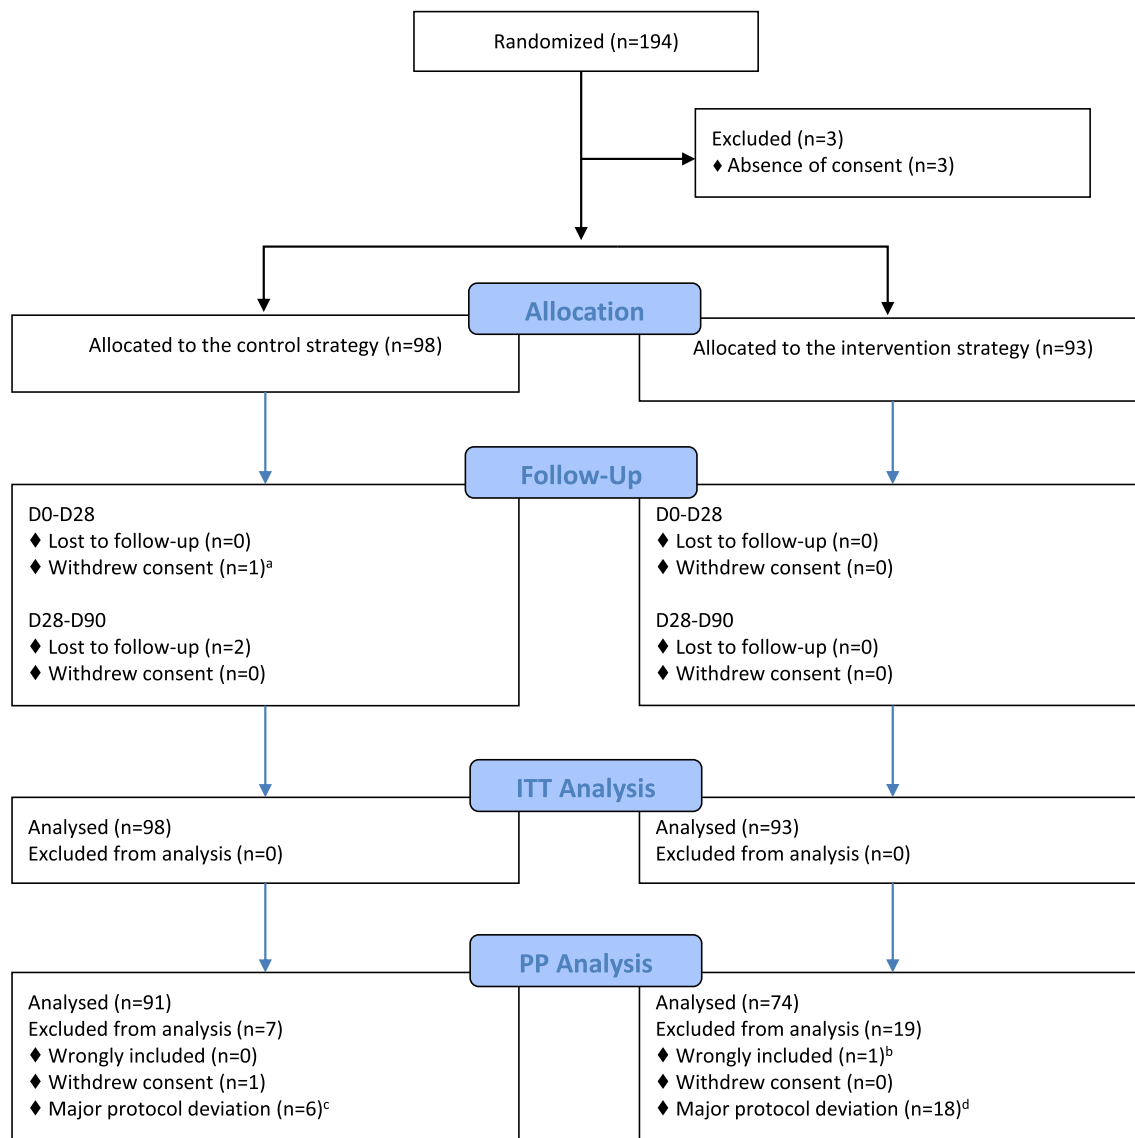 Randomized (n=194)
Excluded (n=3)
♦ Absence of consent (n=3)
Allocation
Allocated to the control strategy (n=98)
Allocated to the intervention strategy (n=93)
Follow-Up
D0-D28
♦ Lost to follow-up (n=0)
♦ Withdrew consent (n=1)a
D28-D90
♦ Lost to follow-up (n=2)
♦ Withdrew consent (n=0)
D0-D28
♦ Lost to follow-up (n=0)
♦ Withdrew consent (n=0)
D28-D90
♦ Lost to follow-up (n=0)
♦ Withdrew consent (n=0)
ITT Analysis
Analysed (n=98)
Excluded from analysis (n=0)
Analysed (n=93)
Excluded from analysis (n=0)
PP Analysis
Analysed (n=91)
Excluded from analysis (n=7)
♦ Wrongly included (n=0)
♦ Withdrew consent (n=1)
♦ Major protocol deviation (n=6)c
Analysed (n=74)
Excluded from analysis (n=19)
♦ Wrongly included (n=1)b
♦ Withdrew consent (n=0)
♦ Major protocol deviation (n=18)d